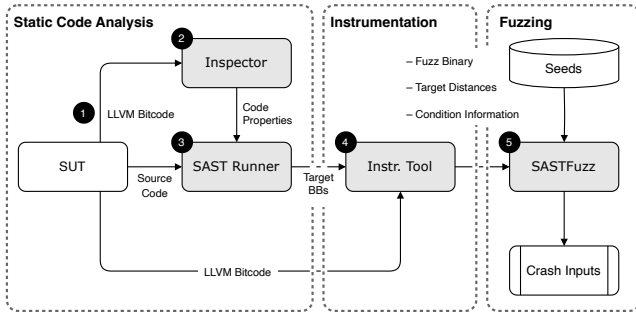 Static Code Analysis
Instrumentation
Fuzzing
2
Inspector
– Fuzz Binary
– Target Distances
– Condition Information
Seeds
1
LLVM Bitcode
Code
Properties
3
4
5
SUT
Source
Code
SAST Runner
Target
BBs
Instr. Tool
SASTFuzz
LLVM Bitcode
Crash Inputs